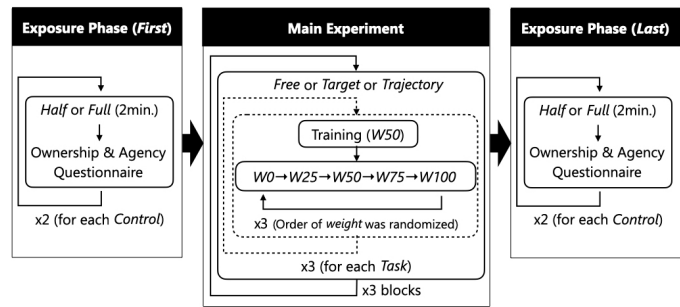 Exposure Phase (First)
Half or Full (2min.)
Ownership & Agency
Questionnaire
x2 (for each Control)
Main Experiment
Free or Target or Trajectory
Training (W50)
W0→W25→W50→W75→W100
x3 (Order of weight was randomized)
x3 (for each Task)
x3 blocks
Exposure Phase (Last)
Half or Full (2min.)
Ownership & Agency
Questionnaire
x2 (for each Control)